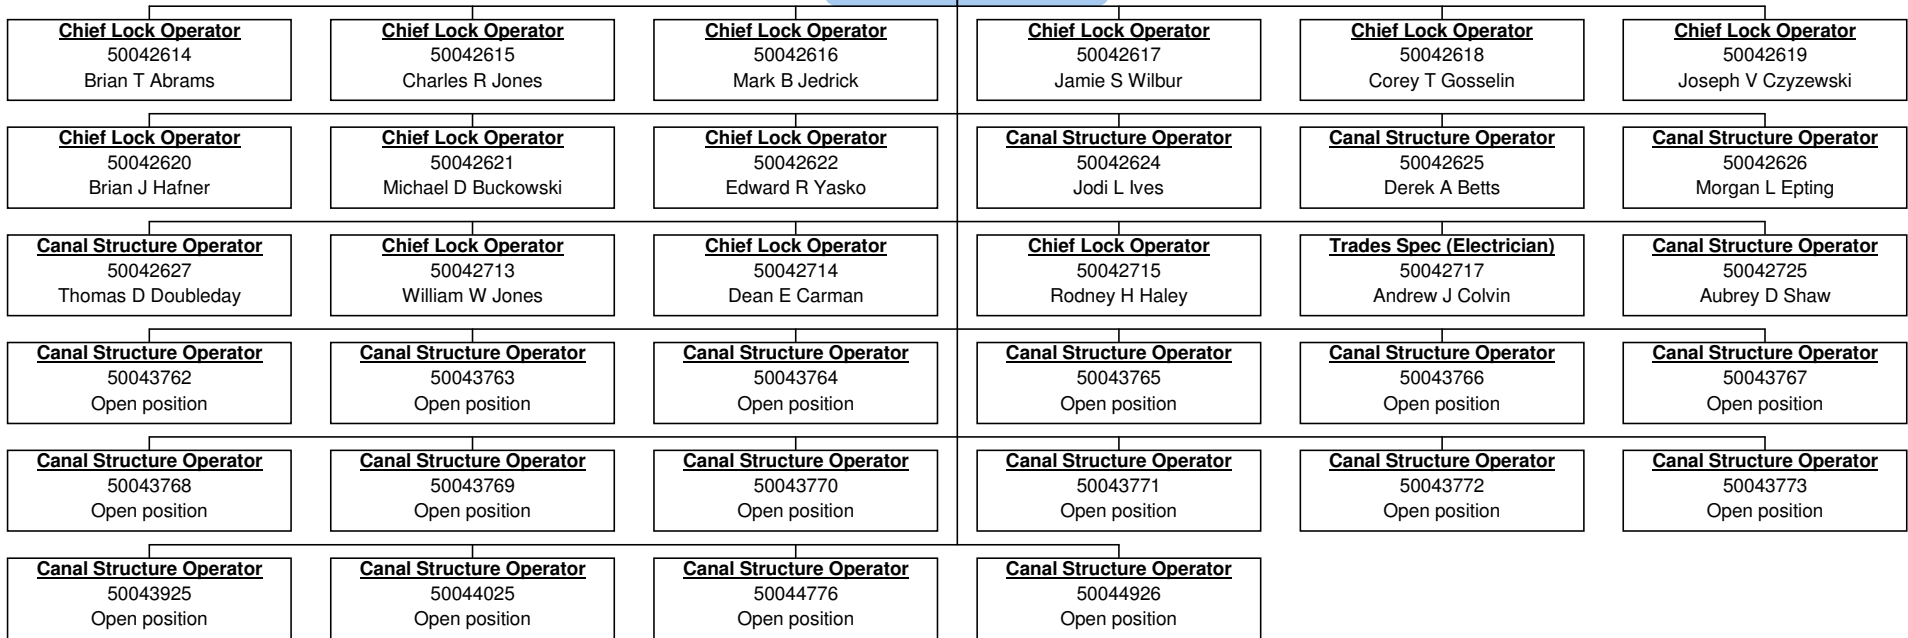 Chief Lock Operator
50042614
Brian T Abrams
Chief Lock Operator
50042615
Charles R Jones
Chief Lock Operator
50042616
Mark B Jedrick
Chief Lock Operator
50042617
Jamie S Wilbur
Chief Lock Operator
50042618
Corey T Gosselin
Chief Lock Operator
50042619
Joseph V Czyzewski
Chief Lock Operator
50042620
Brian J Hafner
Chief Lock Operator
50042621
Michael D Buckowski
Chief Lock Operator
50042622
Edward R Yasko
Canal Structure Operator
50042624
Jodi L Ives
Canal Structure Operator
50042625
Derek A Betts
Canal Structure Operator
50042626
Morgan L Epting
Canal Structure Operator
50042627
Thomas D Doubleday
Chief Lock Operator
50042713
William W Jones
Chief Lock Operator
50042714
Dean E Carman
Chief Lock Operator
50042715
Rodney H Haley
Trades Spec (Electrician)
50042717
Andrew J Colvin
Canal Structure Operator
50042725
Aubrey D Shaw
Canal Structure Operator
50043762
Open position
Canal Structure Operator
50043763
Open position
Canal Structure Operator
50043764
Open position
Canal Structure Operator
50043765
Open position
Canal Structure Operator
50043766
Open position
Canal Structure Operator
50043767
Open position
Canal Structure Operator
50043768
Open position
Canal Structure Operator
50043769
Open position
Canal Structure Operator
50043770
Open position
Canal Structure Operator
50043771
Open position
Canal Structure Operator
50043772
Open position
Canal Structure Operator
50043773
Open position
Canal Structure Operator
50043925
Open position
Canal Structure Operator
50044025
Open position
Canal Structure Operator
50044776
Open position
Canal Structure Operator
50044926
Open position